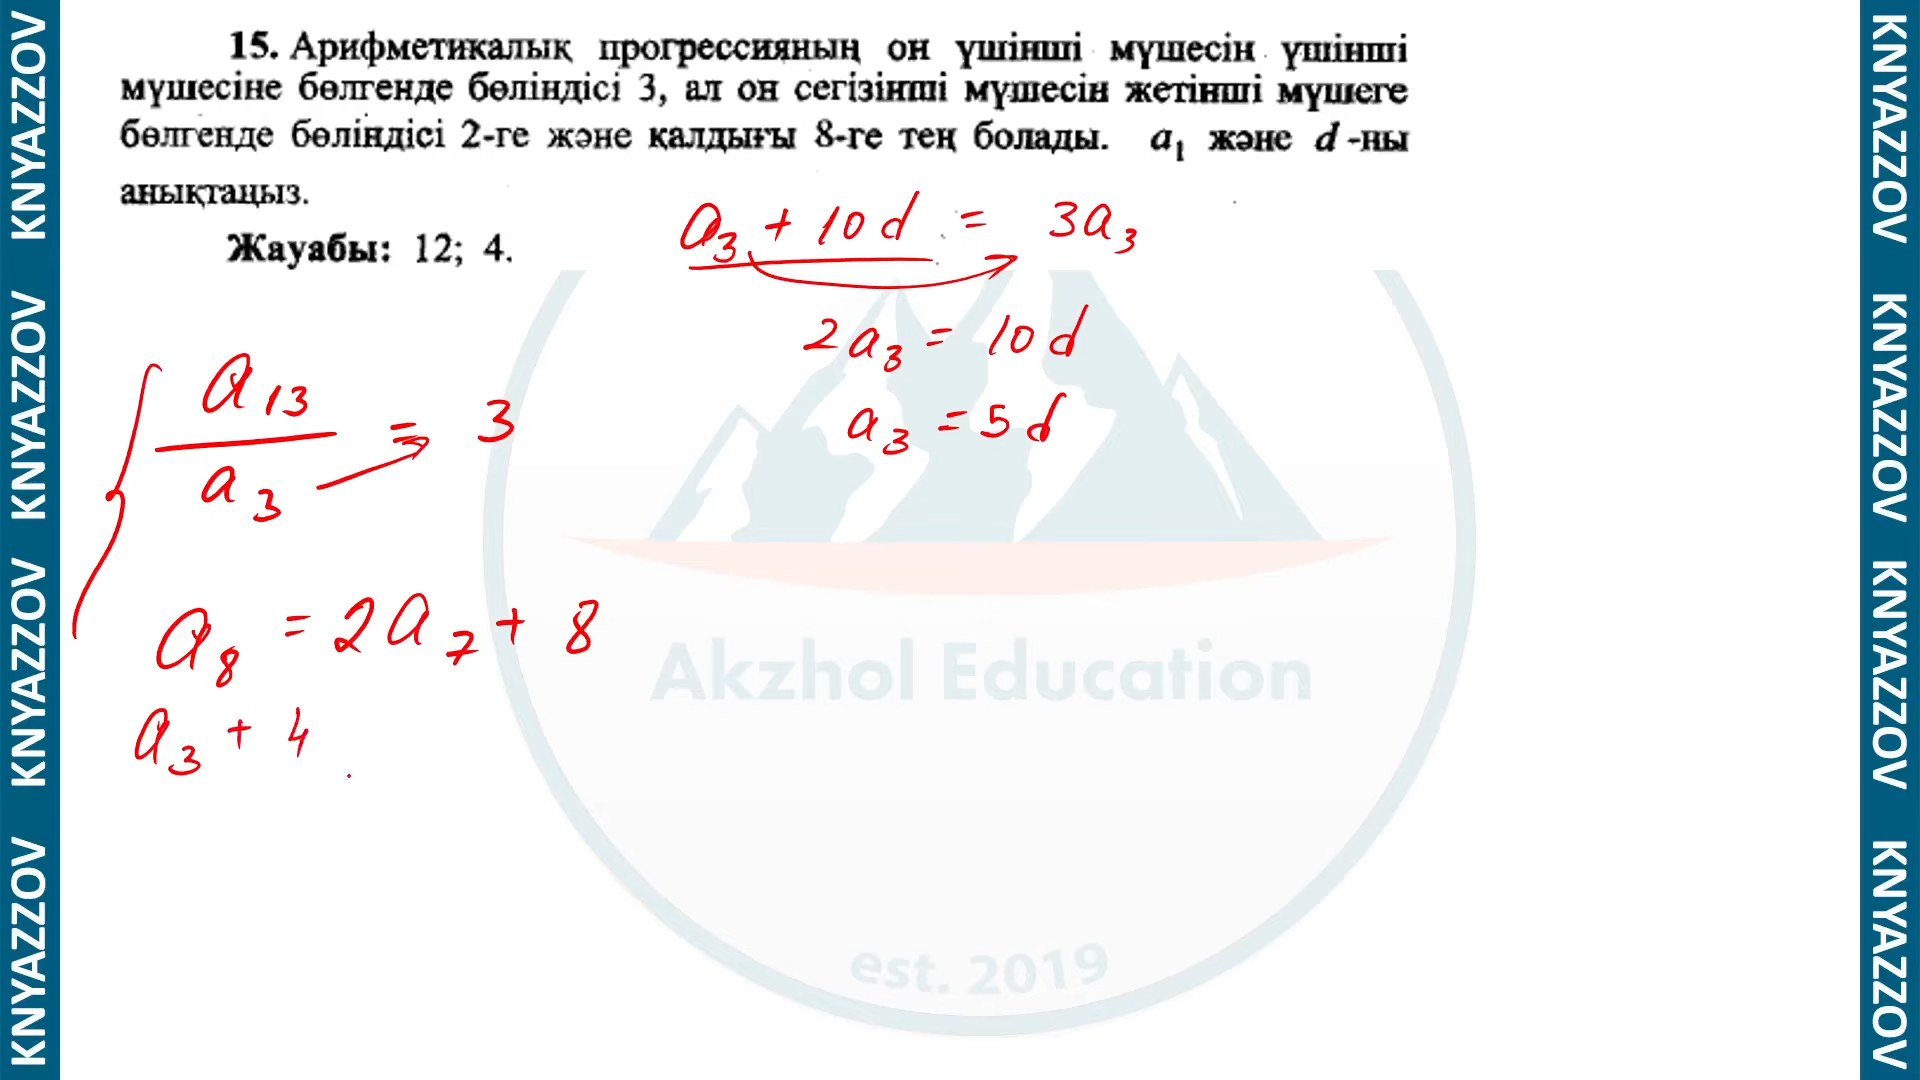 15. Арифметикалық прогрессияның он үшінші мүшесін үшінші
мүшесіне бөлгенде бөліндісі 3, ал он сегізінші мүшесін жетінші мүшеге
бөлгенде бөліндісі 2-ге және қалдығы 8-ге тең болады. a₁ және d -ны
анықтаңыз.
Жауабы: 12; 4.
a₃ + 10d = 3a₃
2a₃ = 10d
a₃ = 5d
a₁₃ / a₃ = 3
a₈ = 2a₇ + 8
a₃ + 4
Akzhol Education
est. 2019
KNYAZZOV KNYAZZOV KNYAZZOV KNYAZZOV
KNYAZZOV KNYAZZOV KNYAZZOV KNYAZZOV